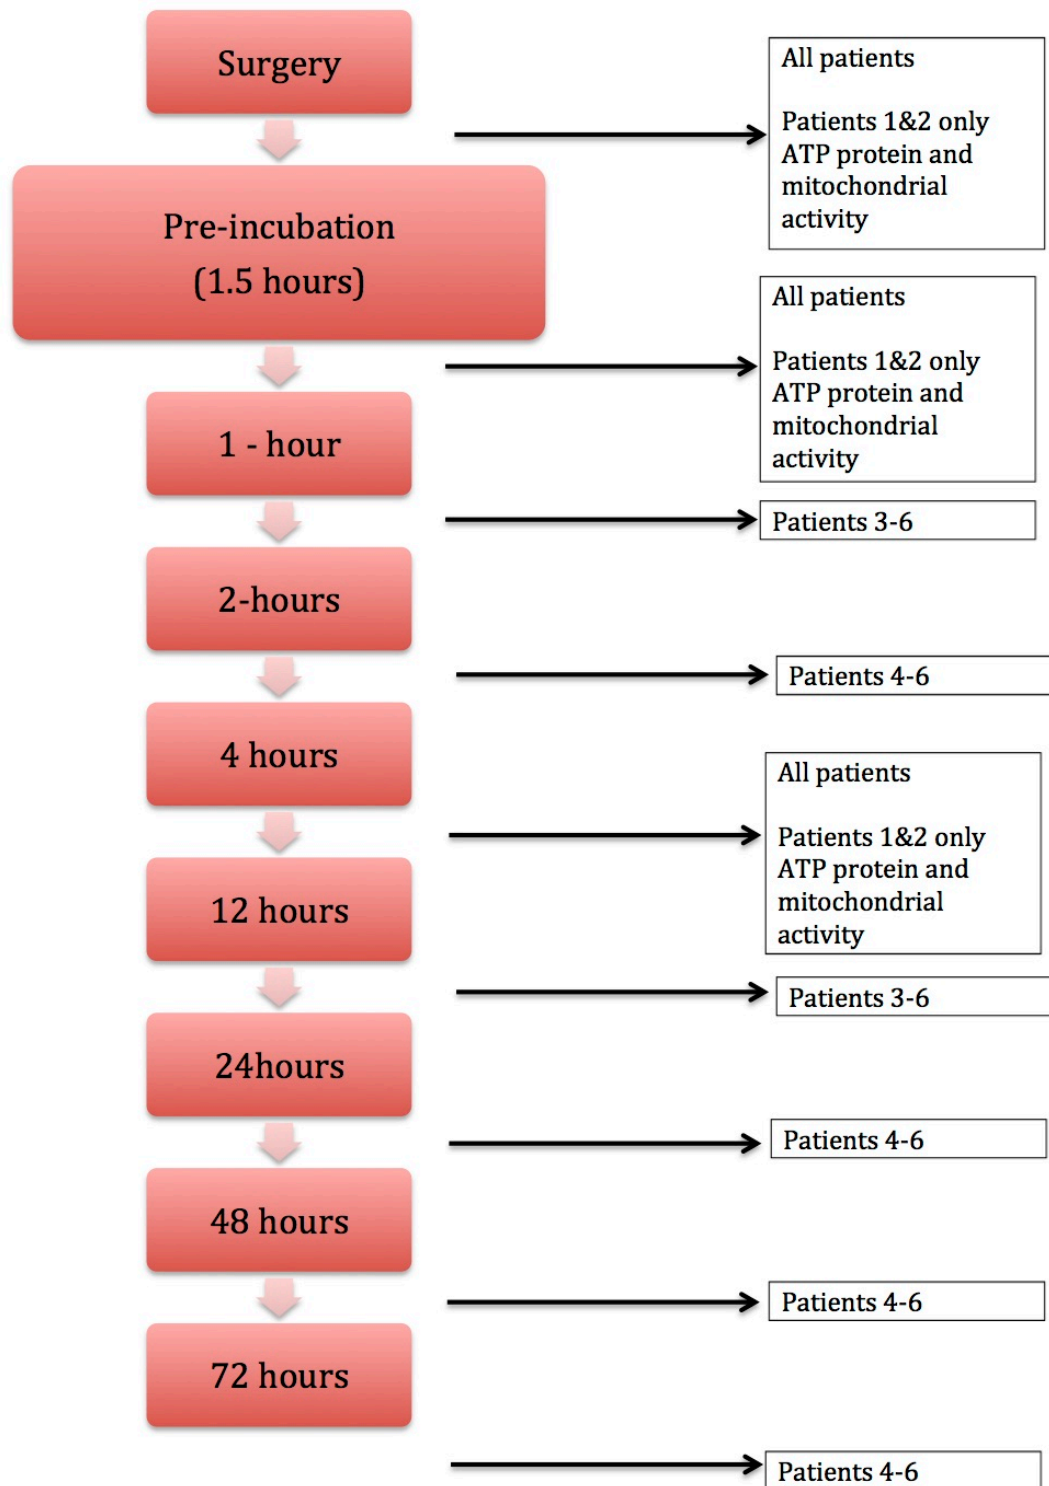 Surgery
All patients
Patients 1&2 only
ATP protein and
mitochondrial
activity
Pre-incubation
(1.5 hours)
All patients
Patients 1&2 only
ATP protein and
mitochondrial
activity
1 - hour
Patients 3-6
2-hours
Patients 4-6
4 hours
All patients
Patients 1&2 only
ATP protein and
mitochondrial
activity
12 hours
Patients 3-6
24hours
Patients 4-6
48 hours
Patients 4-6
72 hours
Patients 4-6